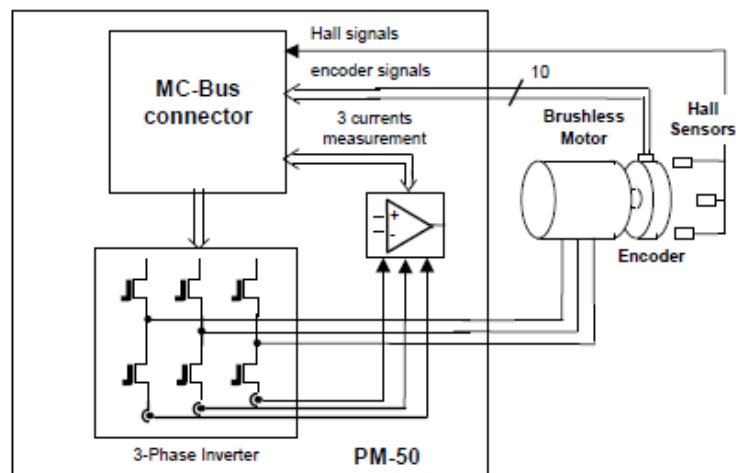 Hall signals
encoder signals
10
MC-Bus
connector
3 currents
measurement
Brushless
Motor
Hall
Sensors
+
-
Encoder
3-Phase Inverter
PM-50